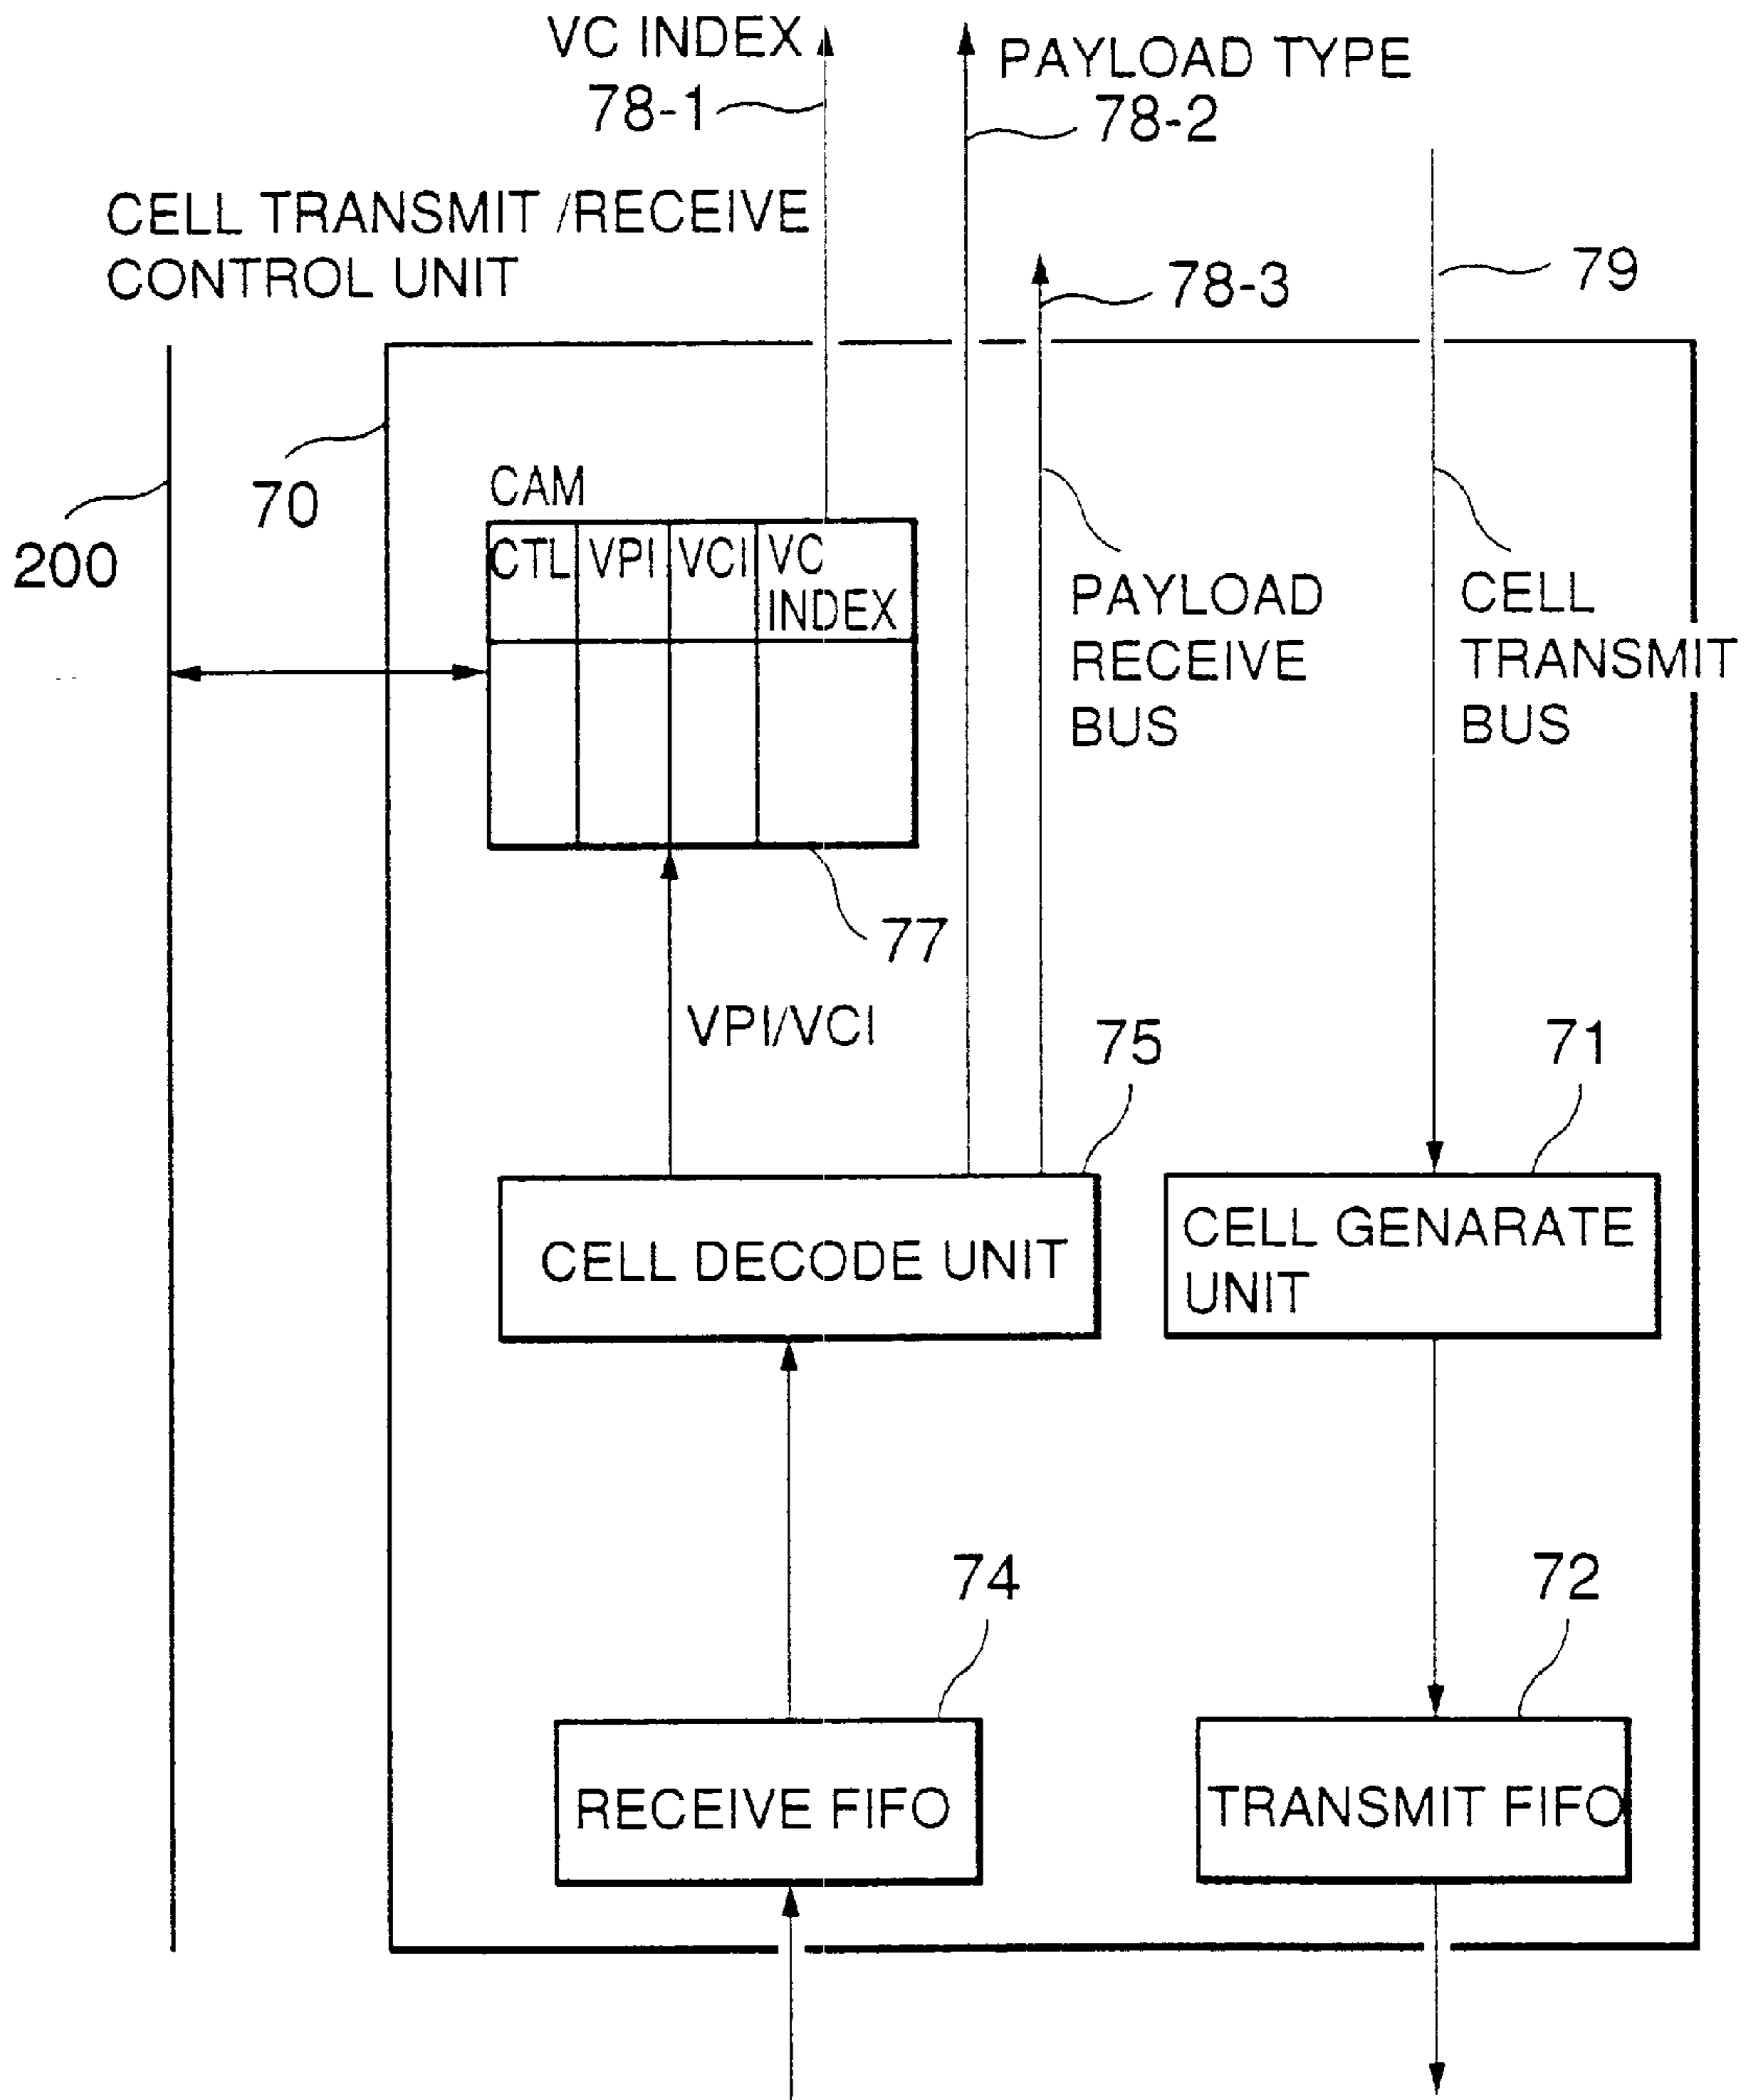 VC INDEX
78-1
PAYLOAD TYPE
78-2
CELL TRANSMIT /RECEIVE
CONTROL UNIT
78-3
79
70
200
CAM
CTL
VPI
VCI
VC
INDEX
PAYLOAD
RECEIVE
BUS
CELL
TRANSMIT
BUS
77
VPI/VCI
75
71
CELL DECODE UNIT
CELL GENARATE
UNIT
74
72
RECEIVE FIFO
TRANSMIT FIFO